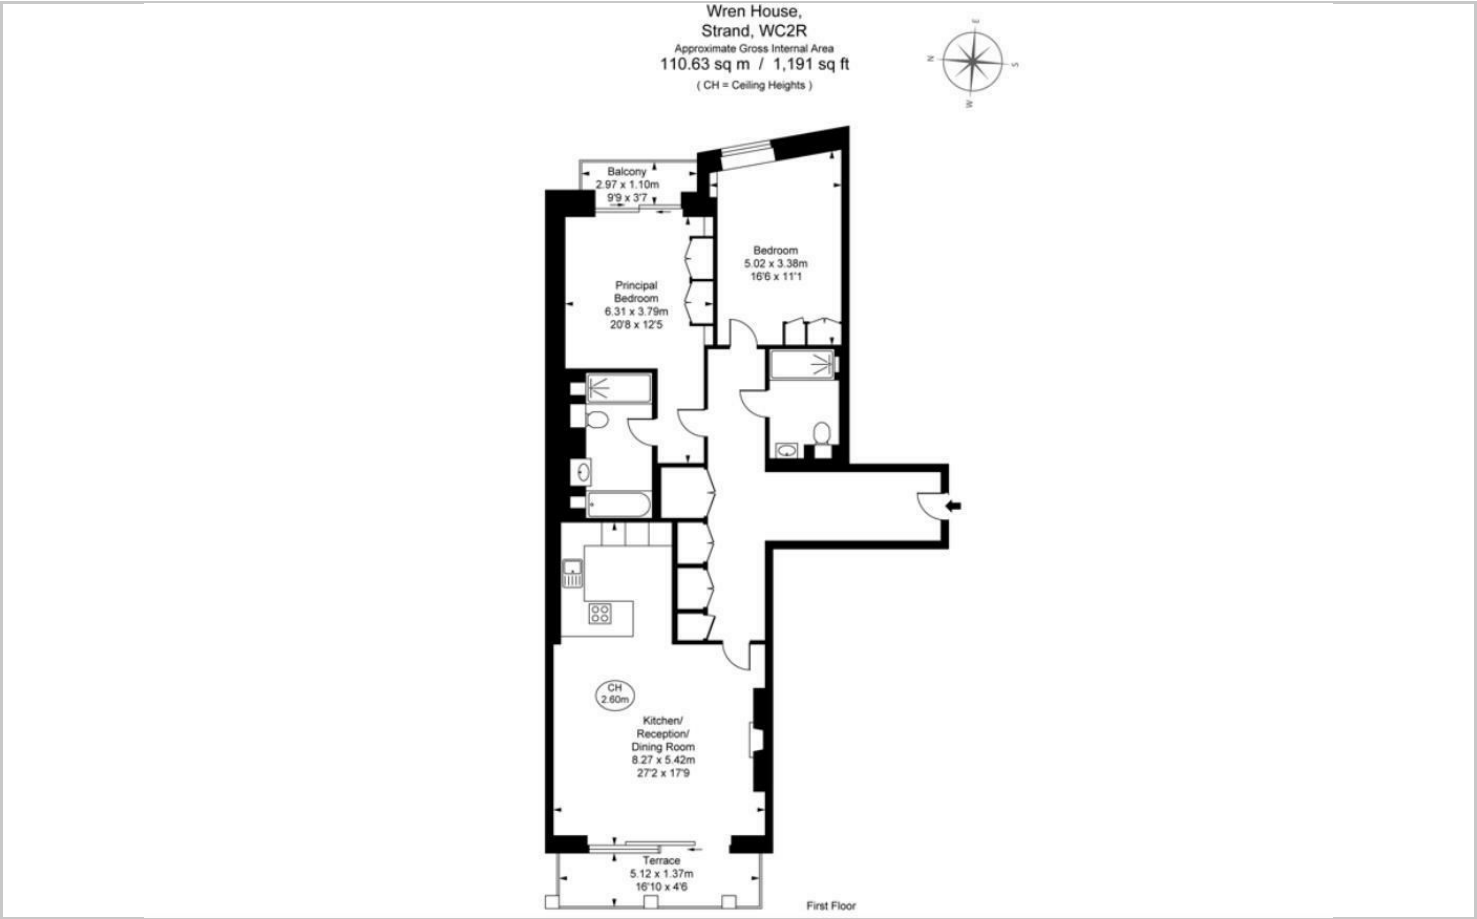 Wren House,
Strand, WC2R
Approximate Gross Internal Area
110.63 sq m / 1,191 sq ft
( CH = Ceiling Heights )
E
N
S
W
Balcony
2.97 x 1.10m
9'9 x 3'7
Bedroom
5.02 x 3.38m
16'6 x 11'1
Principal
Bedroom
6.31 x 3.79m
20'8 x 12'5
CH
2.60m
Kitchen/
Reception/
Dining Room
8.27 x 5.42m
27'2 x 17'9
Terrace
5.12 x 1.37m
16'10 x 4'6
First Floor